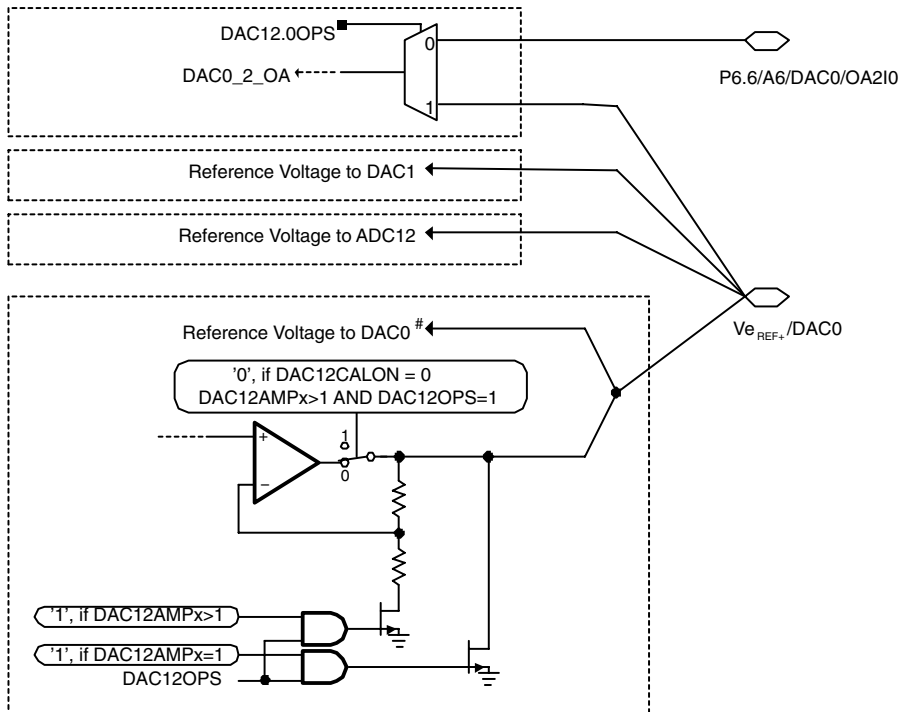 DAC12.0OPS
0
DAC0_2_OA
P6.6/A6/DAC0/OA2I0
1
Reference Voltage to DAC1
Reference Voltage to ADC12
Reference Voltage to DAC0 #
Ve REF+/DAC0
'0', if DAC12CALON = 0
DAC12AMPx>1 AND DAC12OPS=1
+
1
0
−
'1', if DAC12AMPx>1
'1', if DAC12AMPx=1
DAC12OPS